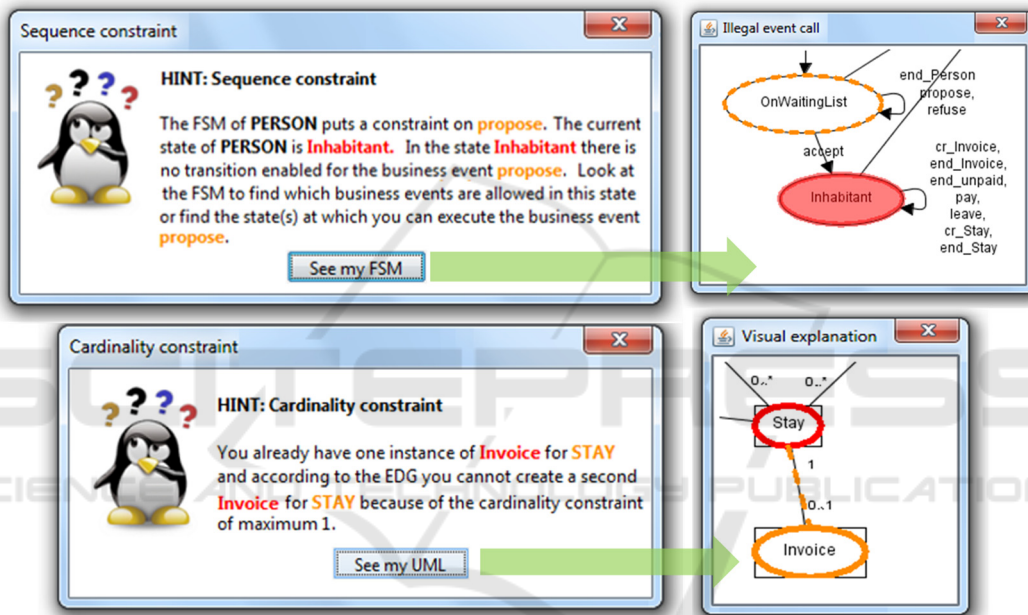 Sequence constraint
HINT: Sequence constraint
The FSM of PERSON puts a constraint on propose. The current
state of PERSON is Inhabitant. In the state Inhabitant there is
no transition enabled for the business event propose. Look at
the FSM to find which business events are allowed in this state
or find the state(s) at which you can execute the business event
propose.
See my FSM
Illegal event call
OnWaitingList
end_Person
propose,
refuse
accept
Inhabitant
cr_Invoice,
end_Invoice,
end_unpaid,
pay,
leave,
cr_Stay,
end_Stay
Cardinality constraint
HINT: Cardinality constraint
You already have one instance of Invoice for STAY
and according to the EDG you cannot create a second
Invoice for STAY because of the cardinality constraint
of maximum 1.
See my UML
Visual explanation
0..* 0..*
Stay
1
0..1
Invoice
SCITEPRESS
SCIENCE AND TECHNOLOGY PUBLICATIONS